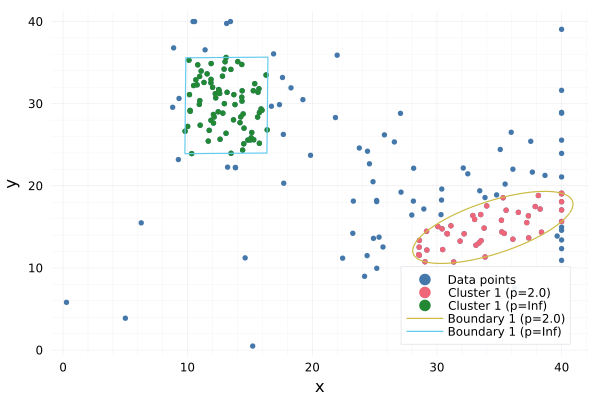 40
30
20
10
0
y
Data points
Cluster 1 (p=2.0)
Cluster 1 (p=Inf)
Boundary 1 (p=2.0)
Boundary 1 (p=Inf)
0 10 20 30 40
x